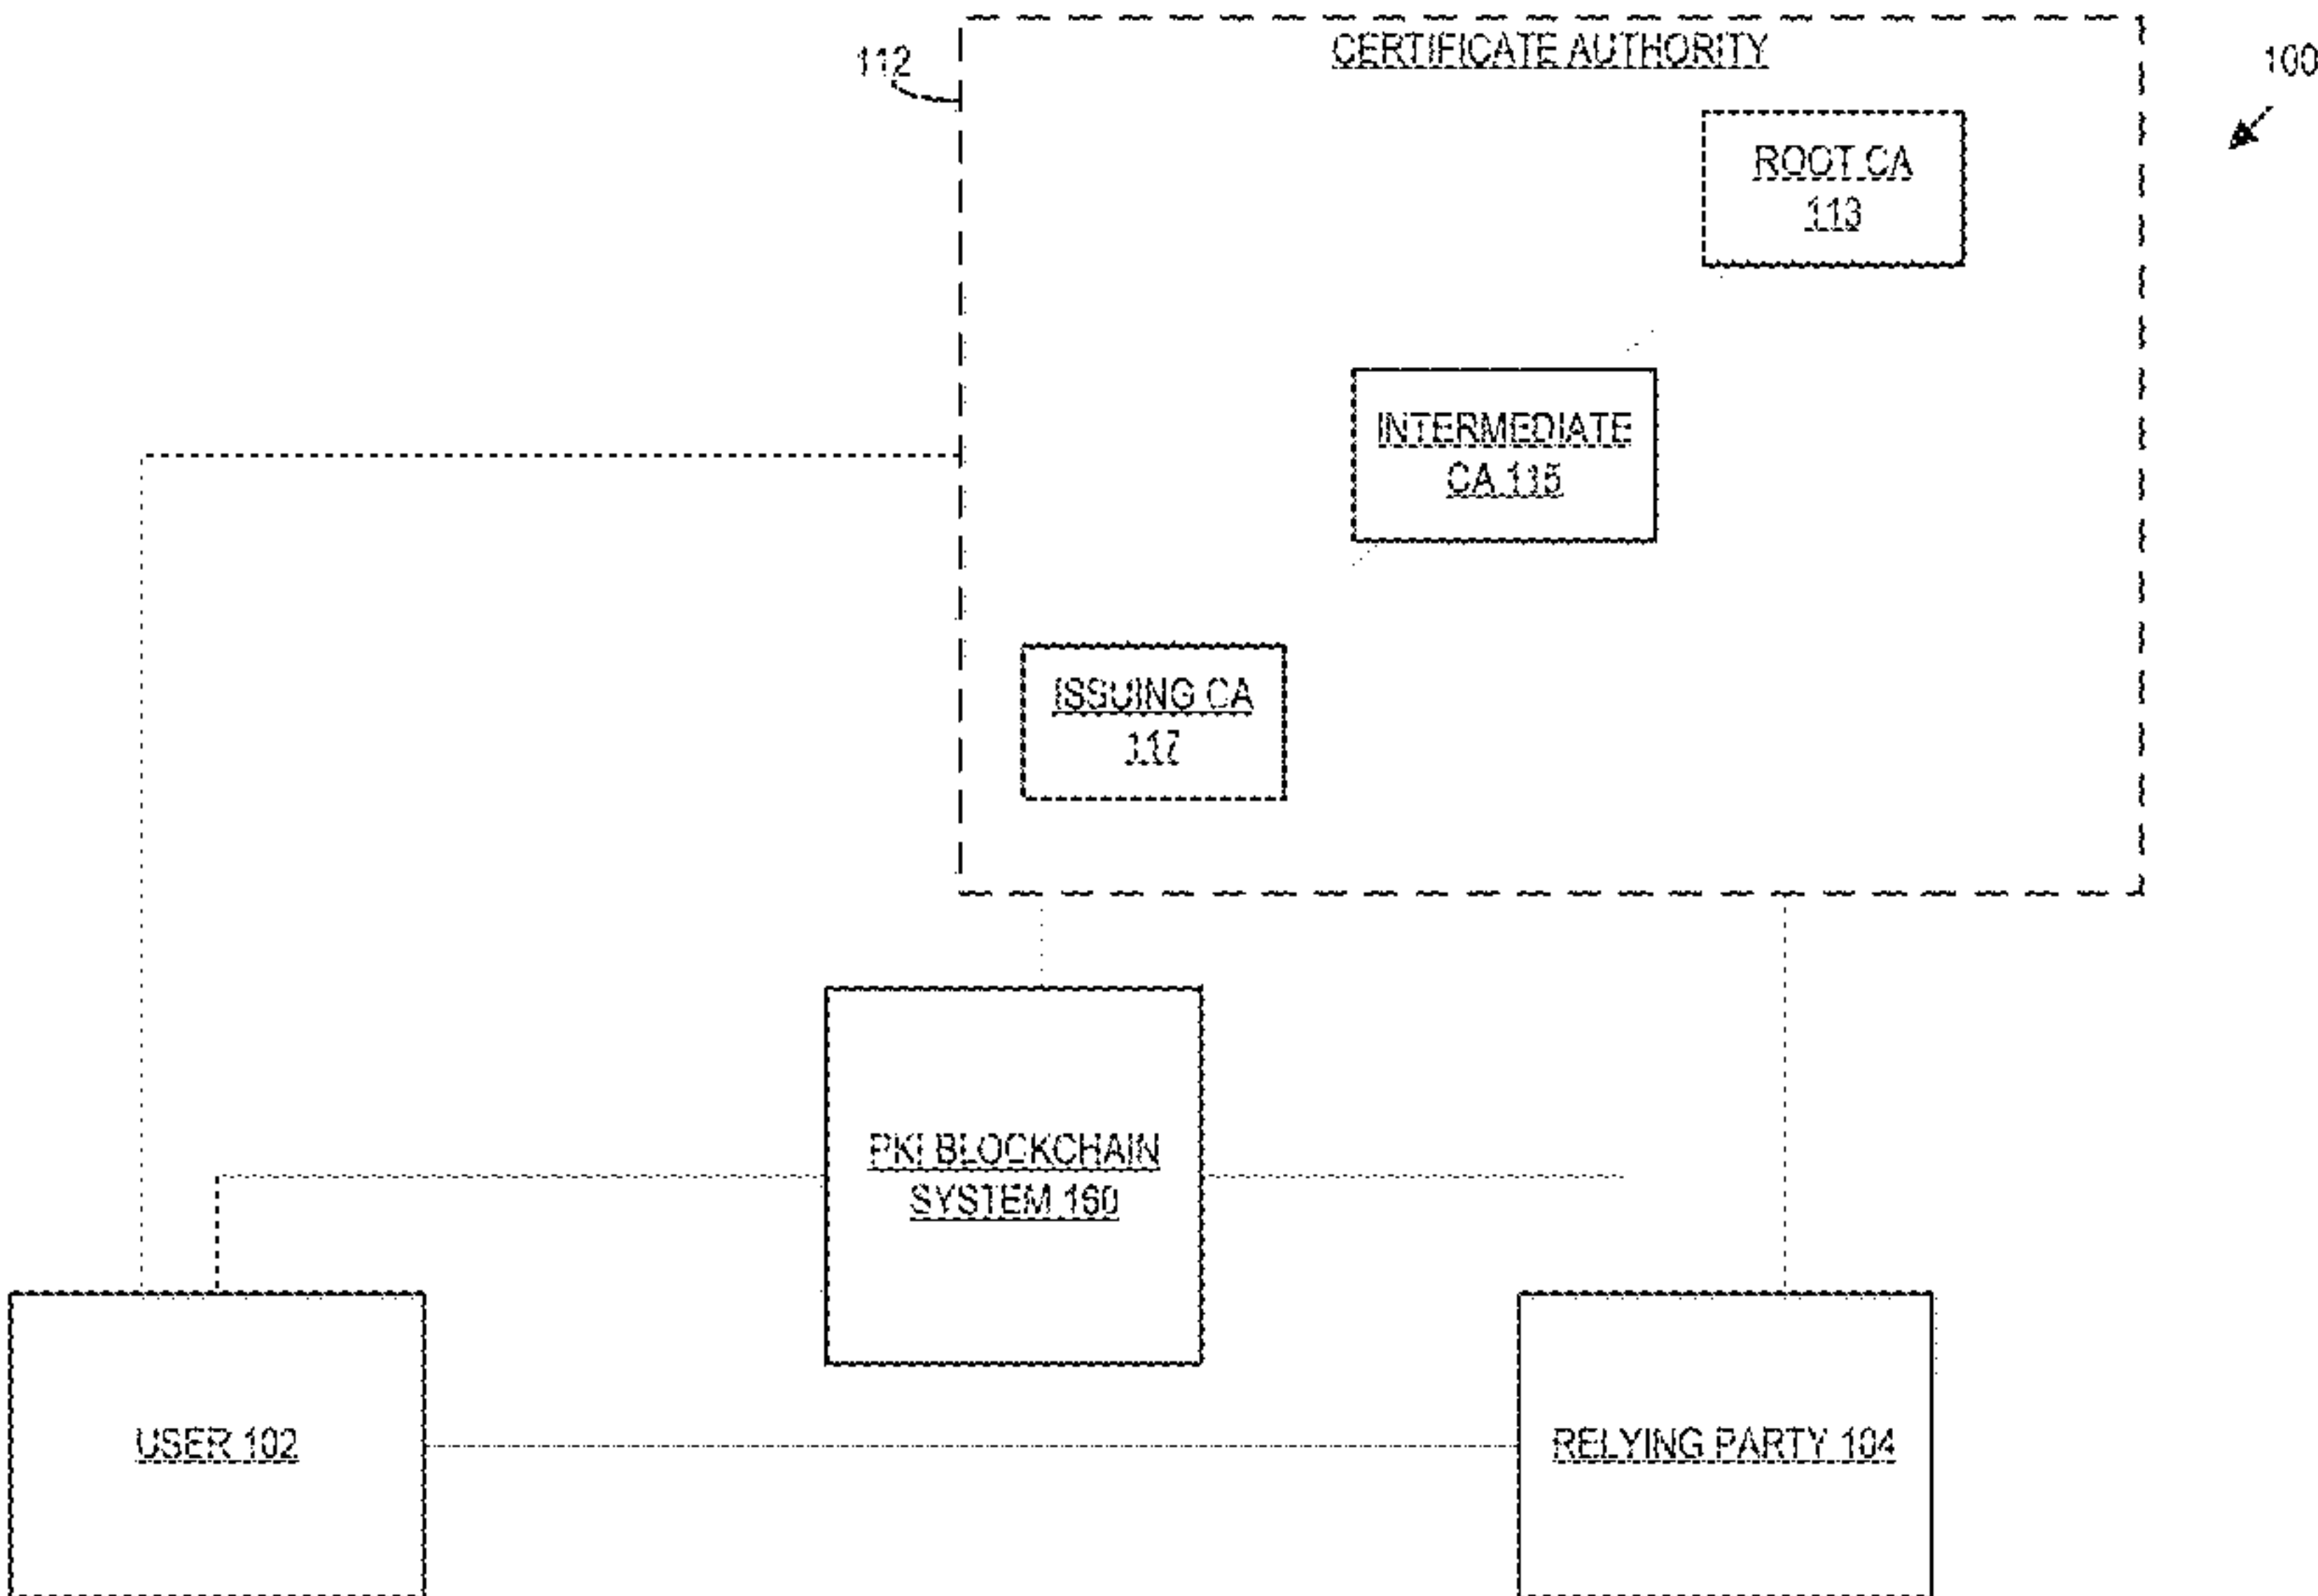 CERTIFICATE AUTHORITY
112
100
ROOT CA
113
INTERMEDIATE
CA 115
ISSUING CA
117
PKI BLOCKCHAIN
SYSTEM 160
USER 102
RELYING PARTY 104